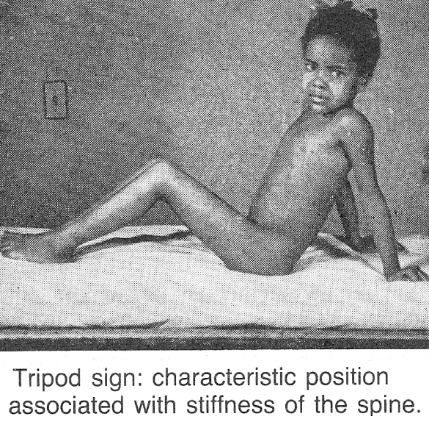 Tripod sign: characteristic position
associated with stiffness of the spine.